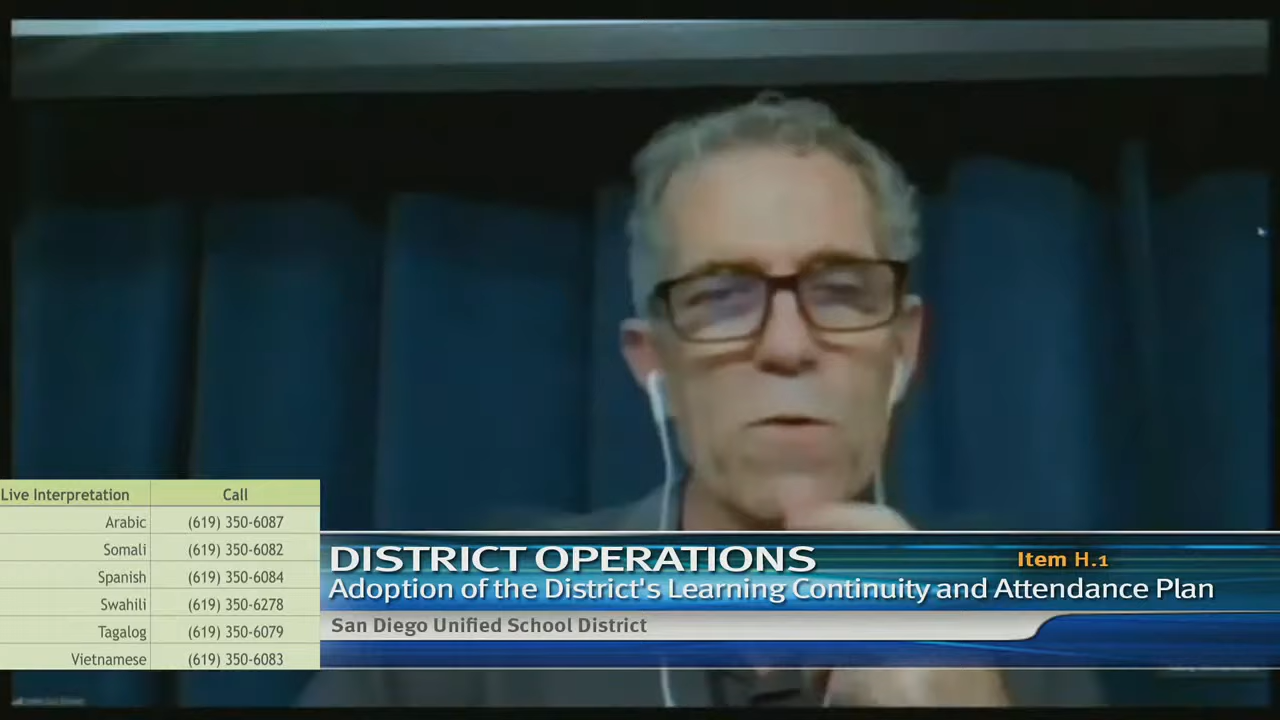 Live Interpretation Call
Arabic (619) 350-6087
Somali (619) 350-6082
Spanish (619) 350-6084
Swahili (619) 350-6278
Tagalog (619) 350-6079
Vietnamese (619) 350-6083
DISTRICT OPERATIONS Item H.1
Adoption of the District's Learning Continuity and Attendance Plan
San Diego Unified School District